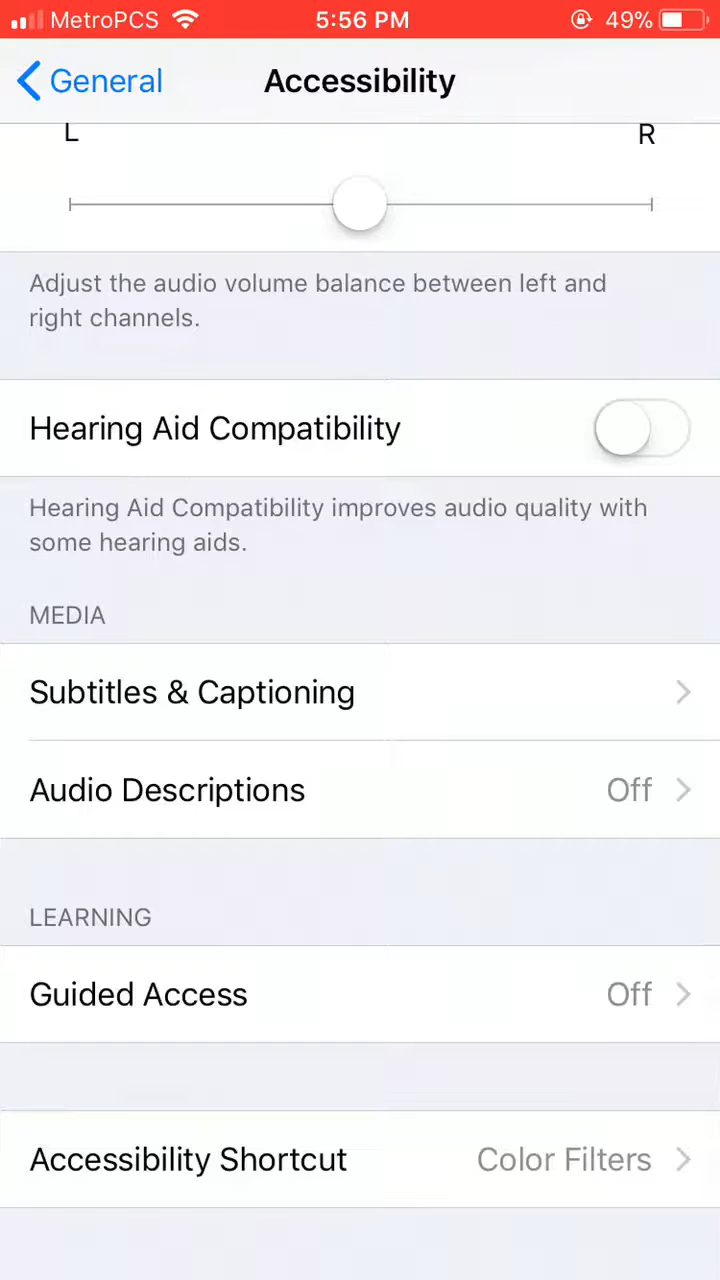 MetroPCS 5:56 PM 49%
General Accessibility
L R
Adjust the audio volume balance between left and
right channels.
Hearing Aid Compatibility
Hearing Aid Compatibility improves audio quality with
some hearing aids.
MEDIA
Subtitles & Captioning
Audio Descriptions Off
LEARNING
Guided Access Off
Accessibility Shortcut Color Filters